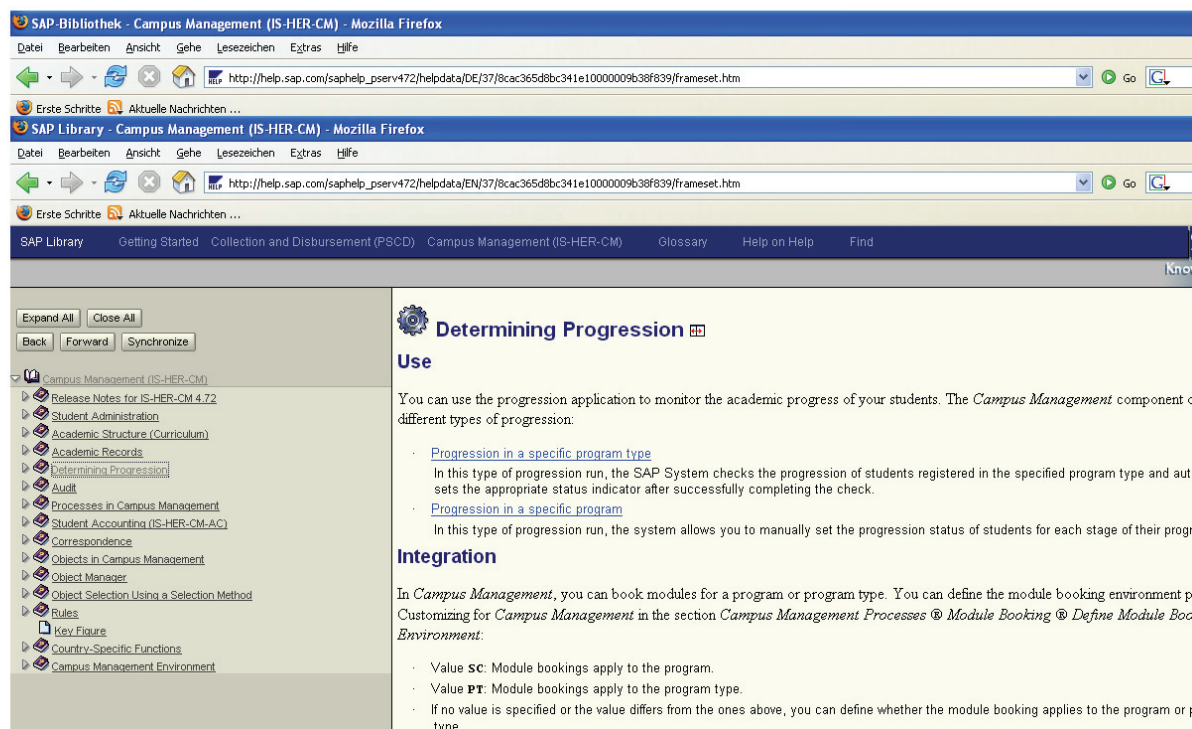 SAP-Bibliothek - Campus Management (IS-HER-CM) - Mozilla Firefox
Datei Bearbeiten Ansicht Gehe Lesezeichen Extras Hilfe
HELP http://help.sap.com/saphelp_pserv472/helpdata/DE/37/8cac365d8bc341e10000009b38f839/frameset.htm Go G
Erste Schritte Aktuelle Nachrichten ...
SAP Library - Campus Management (IS-HER-CM) - Mozilla Firefox
Datei Bearbeiten Ansicht Gehe Lesezeichen Extras Hilfe
HELP http://help.sap.com/saphelp_pserv472/helpdata/EN/37/8cac365d8bc341e10000009b38f839/frameset.htm Go G
Erste Schritte Aktuelle Nachrichten ...
SAP Library Getting Started Collection and Disbursement (PSCD) Campus Management (IS-HER-CM) Glossary Help on Help Find
Kno
Expand All Close All
Back Forward Synchronize
Campus Management (IS-HER-CM)
Release Notes for IS-HER-CM 4.72
Student Administration
Academic Structure (Curriculum)
Academic Records
Determining Progression
Audit
Processes in Campus Management
Student Accounting (IS-HER-CM-AC)
Correspondence
Objects in Campus Management
Object Manager
Object Selection Using a Selection Method
Rules
Key Figure
Country-Specific Functions
Campus Management Environment
Determining Progression
Use
You can use the progression application to monitor the academic progress of your students. The Campus Management component
different types of progression:
· Progression in a specific program type
In this type of progression run, the SAP System checks the progression of students registered in the specified program type and aut
sets the appropriate status indicator after successfully completing the check.
· Progression in a specific program
In this type of progression run, the system allows you to manually set the progression status of students for each stage of their progr
Integration
In Campus Management, you can book modules for a program or program type. You can define the module booking environment p
Customizing for Campus Management in the section Campus Management Processes ® Module Booking ® Define Module Boo
Environment:
· Value SC: Module bookings apply to the program.
· Value PT: Module bookings apply to the program type.
· If no value is specified or the value differs from the ones above, you can define whether the module booking applies to the program or p
type.